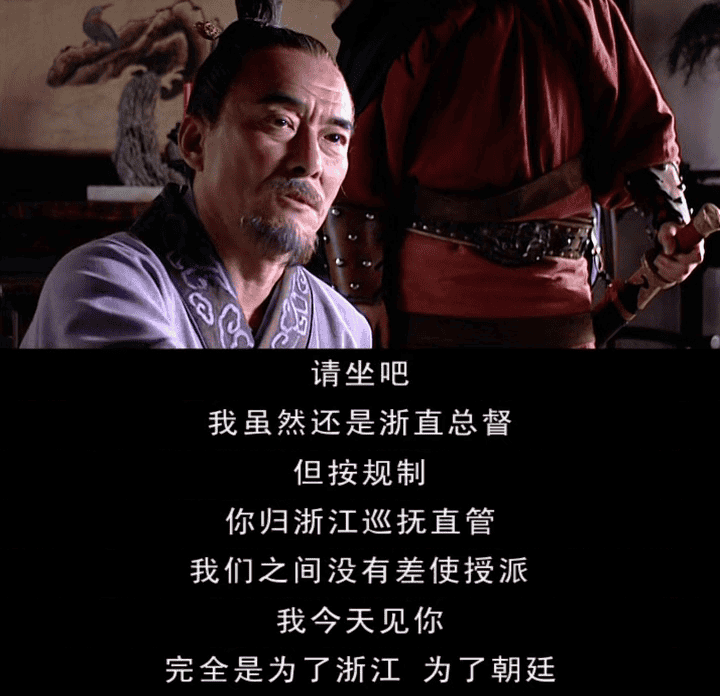 请坐吧
我虽然还是浙直总督
但按规制
你归浙江巡抚直管
我们之间没有差使授派
我今天见你
完全是为了浙江 为了朝廷